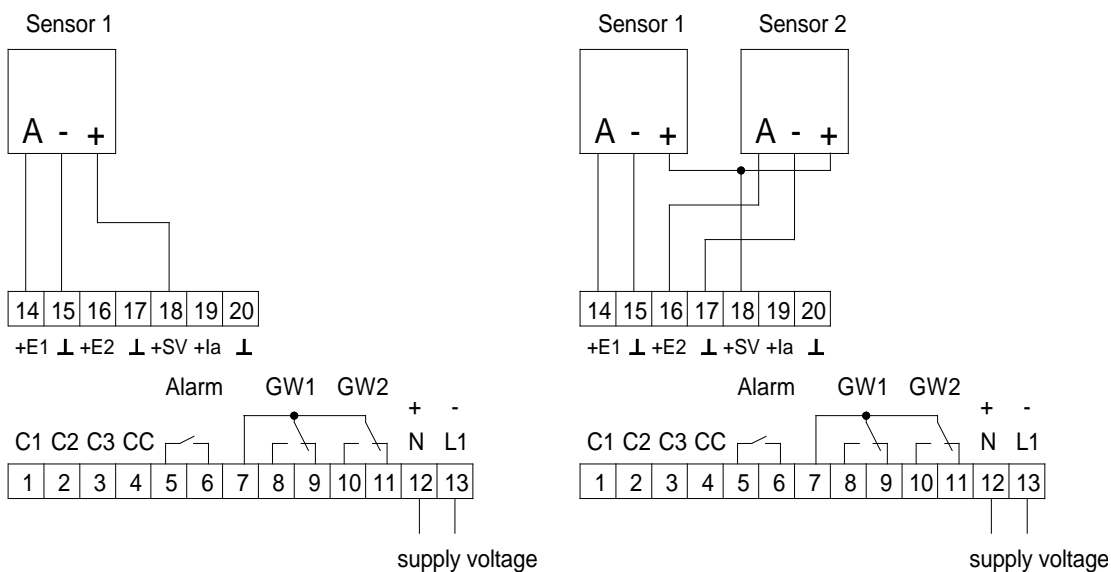 Sensor 1
A - +
14 15 16 17 18 19 20
+E1 ⊥ +E2 ⊥ +SV +Ia ⊥
Alarm GW1 GW2
+ -
C1 C2 C3 CC N L1
1 2 3 4 5 6 7 8 9 10 11 12 13
supply voltage
Sensor 1 Sensor 2
A - + A - +
14 15 16 17 18 19 20
+E1 ⊥ +E2 ⊥ +SV +Ia ⊥
Alarm GW1 GW2
+ -
C1 C2 C3 CC N L1
1 2 3 4 5 6 7 8 9 10 11 12 13
supply voltage